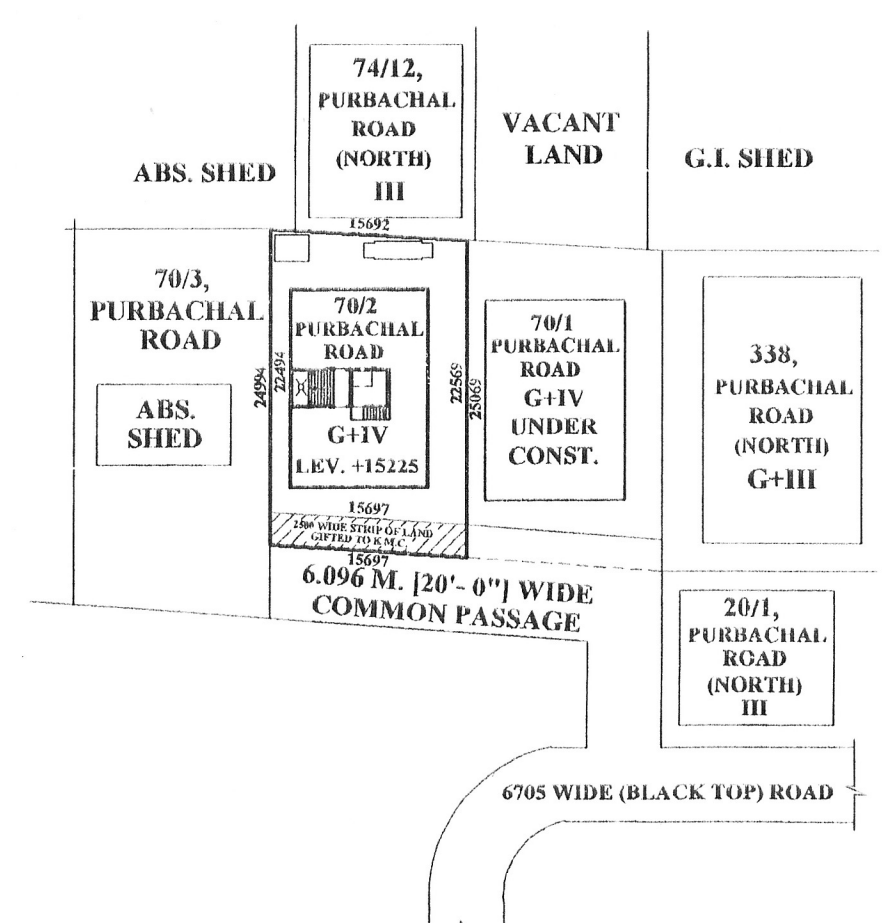 74/12,
PURBACHAL
ROAD
(NORTH)
III
VACANT
LAND
G.I. SHED
ABS. SHED
15692
70/3,
PURBACHAL
ROAD
ABS.
SHED
24994
22494
70/2
PURBACHAL
ROAD
G+IV
LEV. +15225
22569
25069
70/1
PURBACHAL
ROAD
G+IV
UNDER
CONST.
338,
PURBACHAL
ROAD
(NORTH)
G+III
15697
2500 WIDE STRIP OF LAND
GIFTED TO K.M.C.
15697
6.096 M. [20'- 0"] WIDE
COMMON PASSAGE
20/1,
PURBACHAL
ROAD
(NORTH)
III
6705 WIDE (BLACK TOP) ROAD